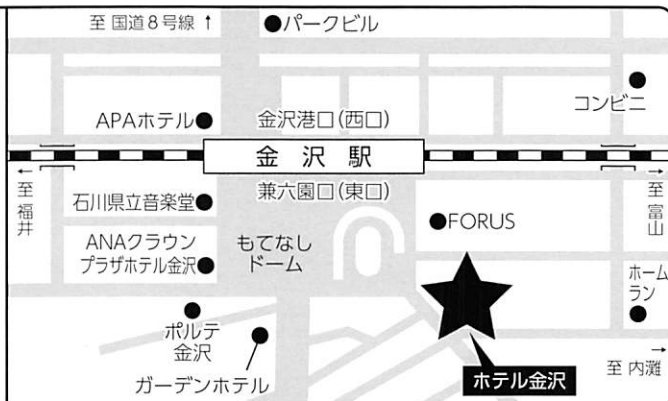 至 国道8号線 ↑
●パークビル
コンビニ
APAホテル●
金沢港口(西口)
金沢駅
兼六園口(東口)
←至 福井
→至 富山
石川県立音楽堂●
●FORUS
ANAクラウン
プラザホテル金沢●
もてなし
ドーム
ホーム
ラン
ポルテ
金沢
ガーデンホテル
ホテル金沢
→
至 内灘